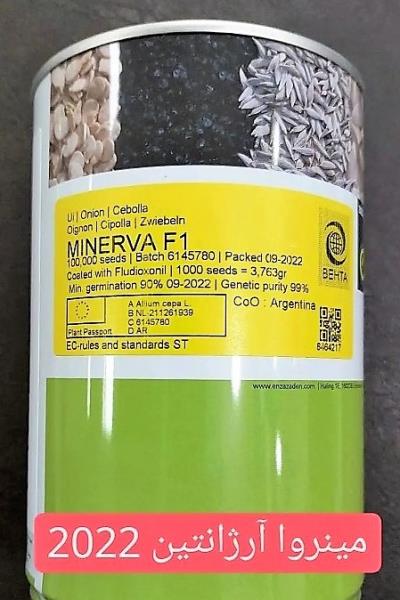 Ui | Onion | Cebolla
Oignon | Cipolla | Zwiebeln
MINERVA F1
100,000 seeds | Batch 6145780 | Packed 09-2022
Coated with Fludioxonil | 1000 seeds = 3,763gr
Min. germination 90% 09-2022 | Genetic purity 99%
CoO : Argentina
BEHTA
Plant Passport
A Allium cepa L.
B NL-211261939
C 6145780
D AR
EC-rules and standards ST
6464217
www.enzazaden.com
مینروا آرژانتین 2022